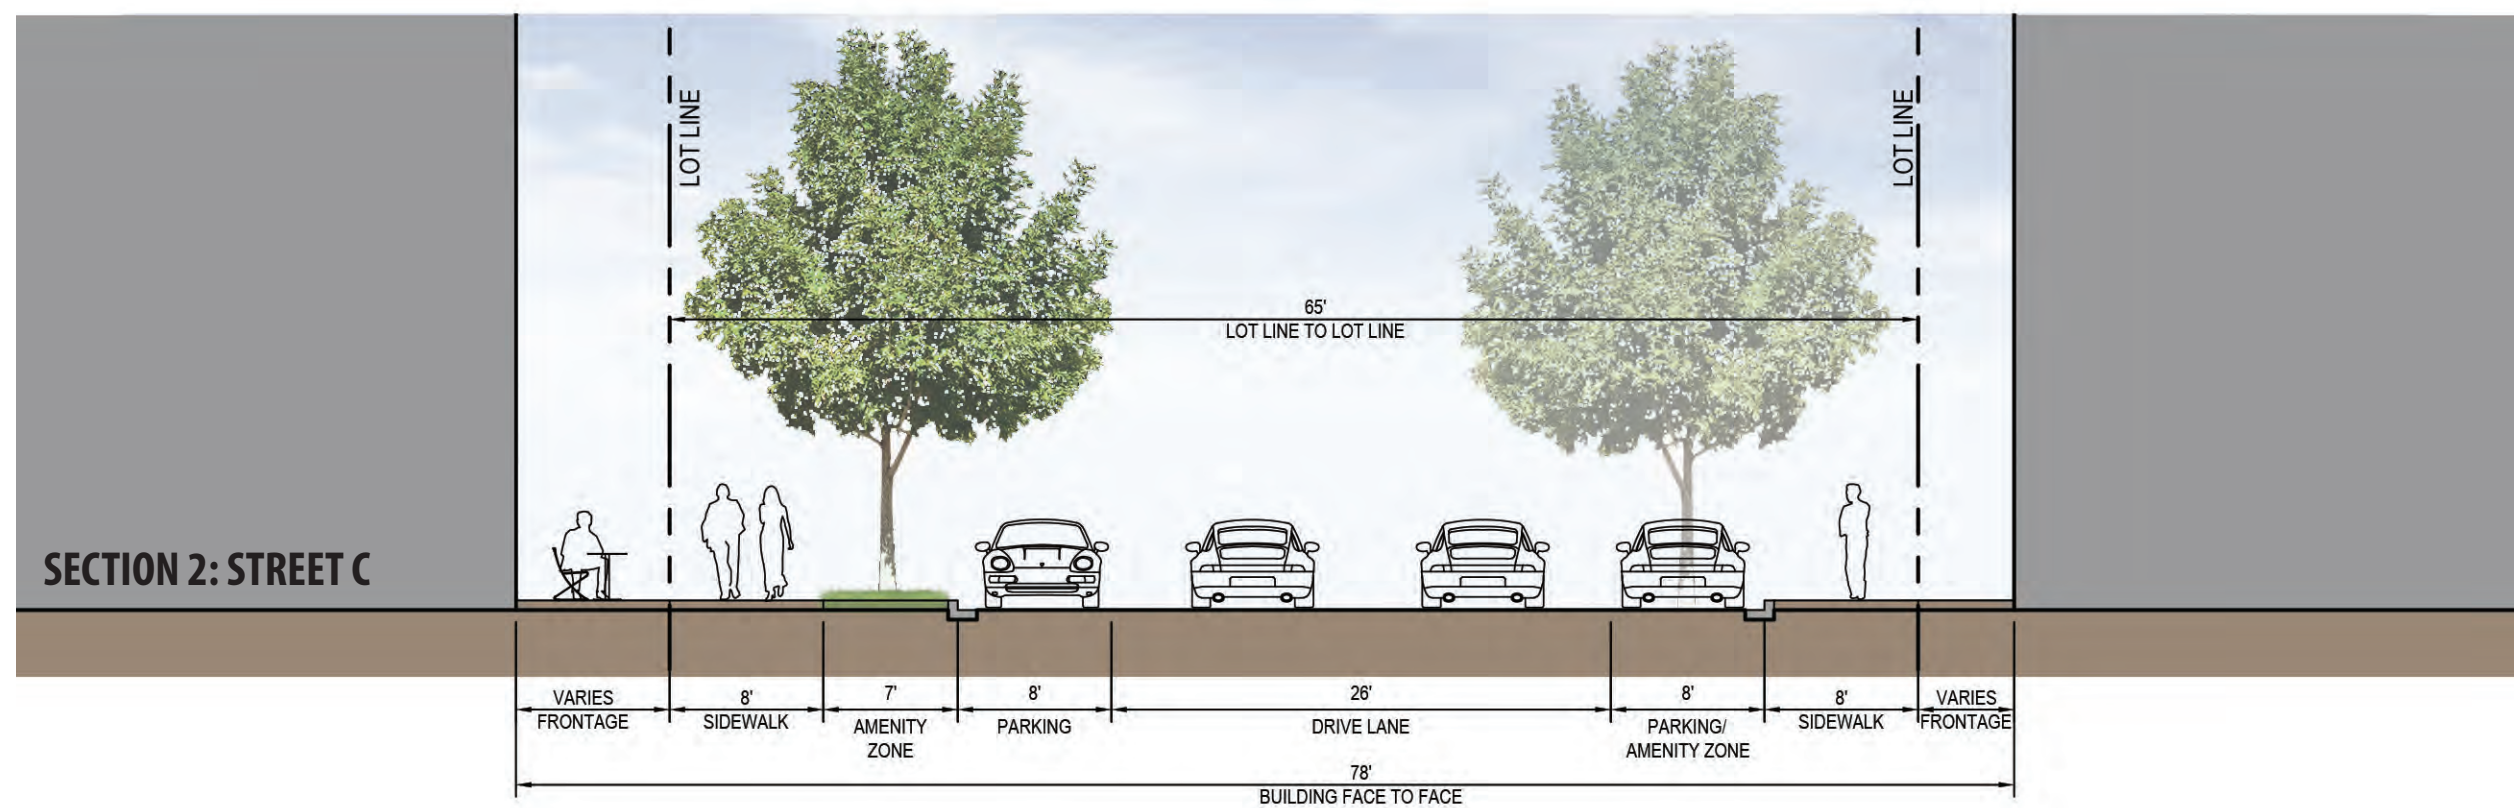 LOT LINE
LOT LINE
65'
LOT LINE TO LOT LINE
SECTION 2: STREET C
VARIES
FRONTAGE
8'
SIDEWALK
7'
AMENITY
ZONE
8'
PARKING
26'
DRIVE LANE
8'
PARKING/
AMENITY ZONE
8'
SIDEWALK
VARIES
FRONTAGE
78'
BUILDING FACE TO FACE